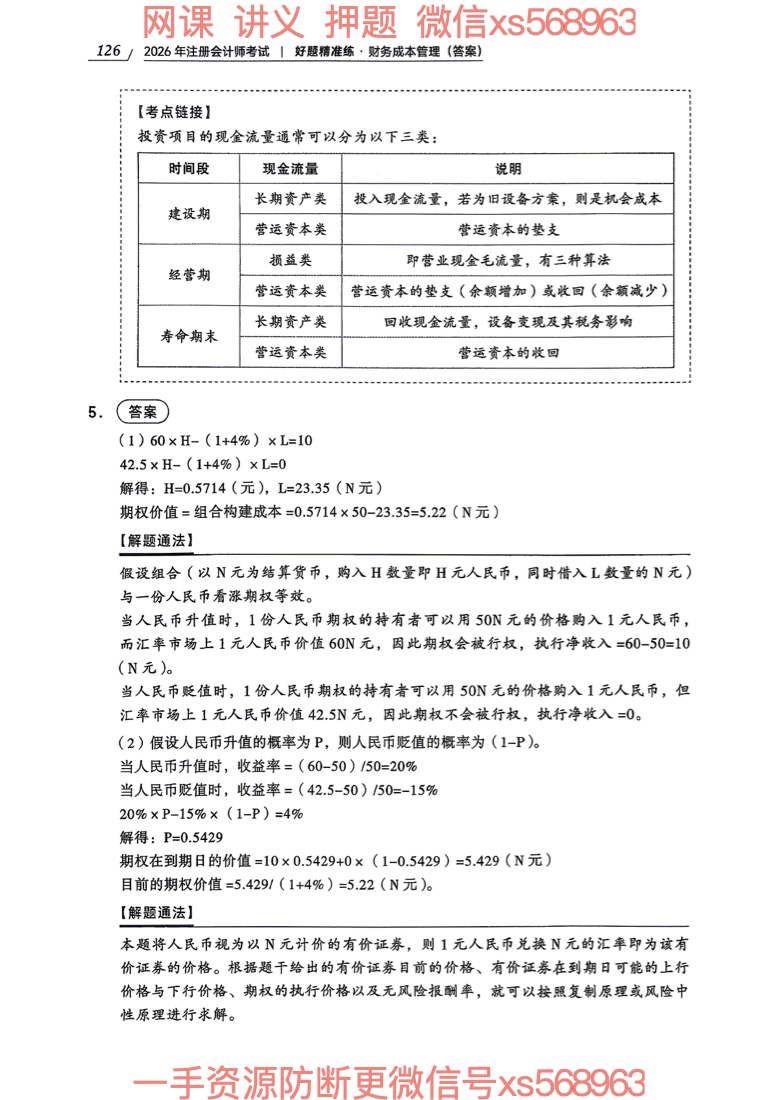 网课 讲义 押题 微信xs568963
126 / 2026年注册会计师考试 | 好题精准练·财务成本管理（答案）
【考点链接】
投资项目的现金流量通常可以分为以下三类：
时间段 现金流量 说明
建设期 长期资产类 投入现金流量，若为旧设备方案，则是机会成本
营运资本类 营运资本的垫支
经营期 损益类 即营业现金毛流量，有三种算法
营运资本类 营运资本的垫支（余额增加）或收回（余额减少）
寿命期末 长期资产类 回收现金流量，设备变现及其税务影响
营运资本类 营运资本的收回
5. 答案
（1）60×H-（1+4%）×L=10
42.5×H-（1+4%）×L=0
解得：H=0.5714（元），L=23.35（N元）
期权价值=组合构建成本=0.5714×50-23.35=5.22（N元）
【解题通法】
假设组合（以N元为结算货币，购入H数量即H元人民币，同时借入L数量的N元）
与一份人民币看涨期权等效。
当人民币升值时，1份人民币期权的持有者可以用50N元的价格购入1元人民币，
而汇率市场上1元人民币价值60N元，因此期权会被行权，执行净收入=60-50=10
（N元）。
当人民币贬值时，1份人民币期权的持有者可以用50N元的价格购入1元人民币，但
汇率市场上1元人民币价值42.5N元，因此期权不会被行权，执行净收入=0。
（2）假设人民币升值的概率为P，则人民币贬值的概率为（1-P）。
当人民币升值时，收益率=（60-50）/50=20%
当人民币贬值时，收益率=（42.5-50）/50=-15%
20%×P-15%×（1-P）=4%
解得：P=0.5429
期权在到期日的价值=10×0.5429+0×（1-0.5429）=5.429（N元）
目前的期权价值=5.429/（1+4%）=5.22（N元）。
【解题通法】
本题将人民币视为以N元计价的有价证券，则1元人民币兑换N元的汇率即为该有
价证券的价格。根据题干给出的有价证券目前的价格、有价证券在到期日可能的上行
价格与下行价格、期权的执行价格以及无风险报酬率，就可以按照复制原理或风险中
性原理进行求解。
一手资源防断更微信号xs568963